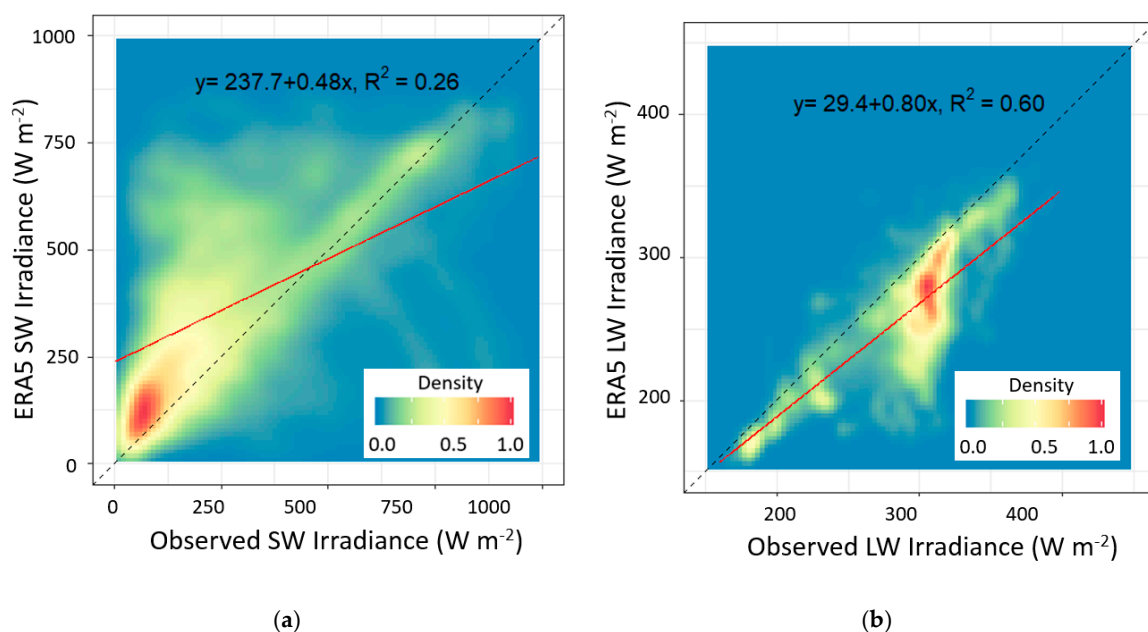 y= 237.7+0.48x, R² = 0.26
ERA5 SW Irradiance (W m⁻²)
1000
750
500
250
0
Density
0.0 0.5 1.0
0 250 500 750 1000
Observed SW Irradiance (W m⁻²)
(a)
y= 29.4+0.80x, R² = 0.60
ERA5 LW Irradiance (W m⁻²)
400
300
200
Density
0.0 0.5 1.0
200 300 400
Observed LW Irradiance (W m⁻²)
(b)